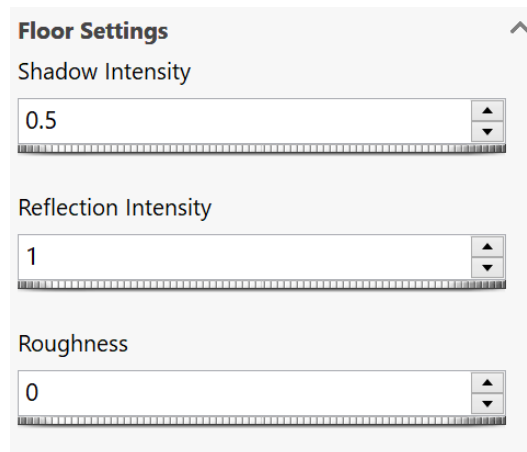 Floor Settings
Shadow Intensity
0.5
Reflection Intensity
1
Roughness
0